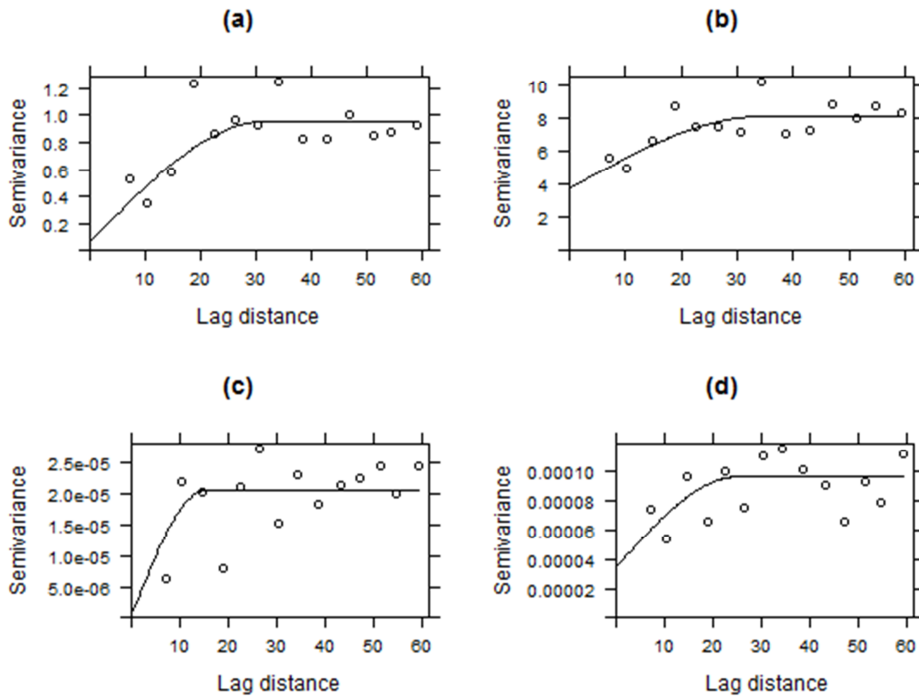 (a)
Semivariance
1.2
1.0
0.8
0.6
0.4
0.2
10 20 30 40 50 60
Lag distance
(b)
Semivariance
10
8
6
4
2
10 20 30 40 50 60
Lag distance
(c)
Semivariance
2.5e-05
2.0e-05
1.5e-05
1.0e-05
5.0e-06
10 20 30 40 50 60
Lag distance
(d)
Semivariance
0.00010
0.00008
0.00006
0.00004
0.00002
10 20 30 40 50 60
Lag distance